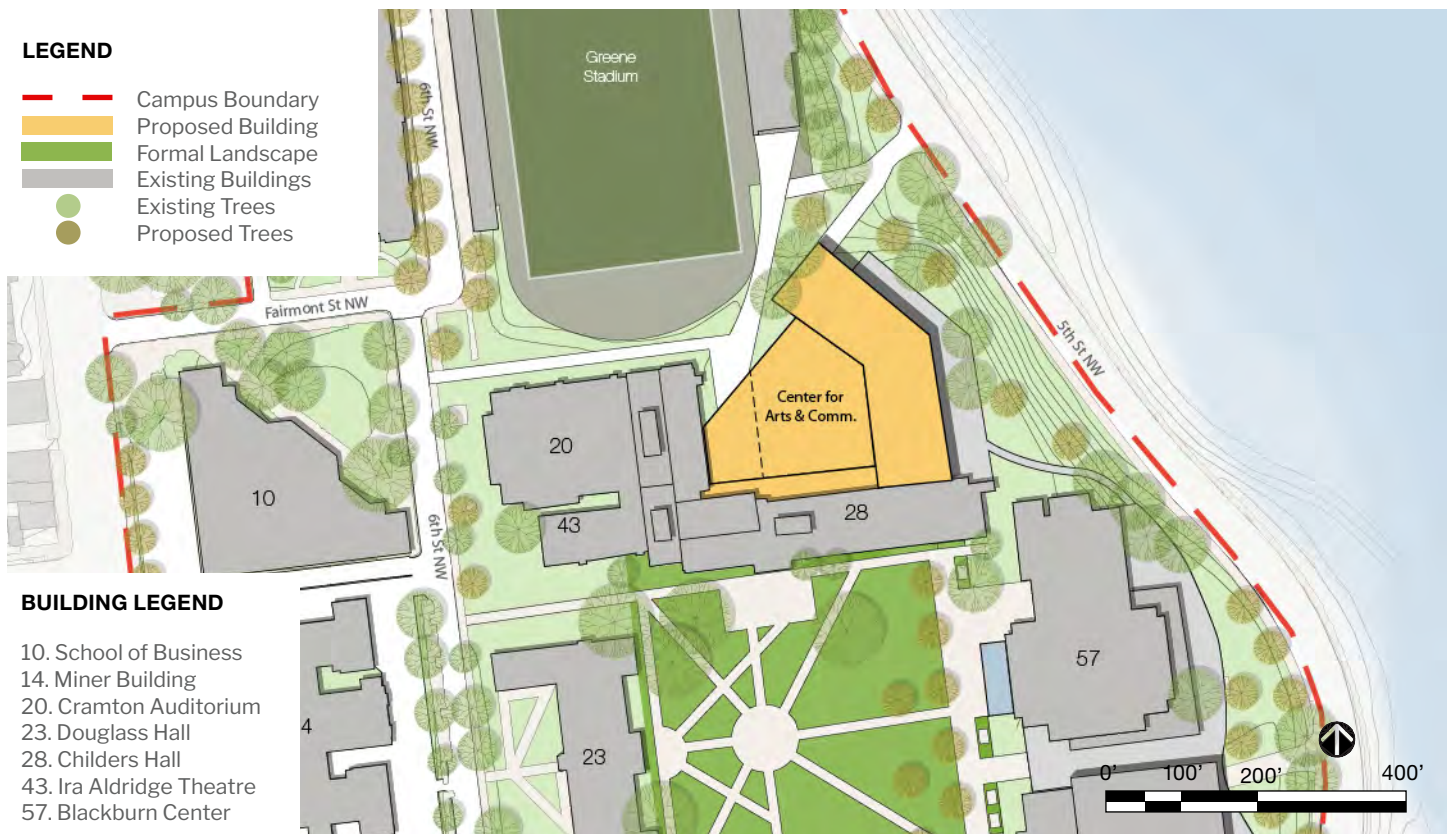 LEGEND
Campus Boundary
Proposed Building
Formal Landscape
Existing Buildings
Existing Trees
Proposed Trees
6th St NW
Greene
Stadium
Fairmont St NW
5th St NW
Center for
Arts & Comm.
20
10
43
28
6th St NW
57
23
4
BUILDING LEGEND
10. School of Business
14. Miner Building
20. Cramton Auditorium
23. Douglass Hall
28. Childers Hall
43. Ira Aldridge Theatre
57. Blackburn Center
0' 100' 200' 400'